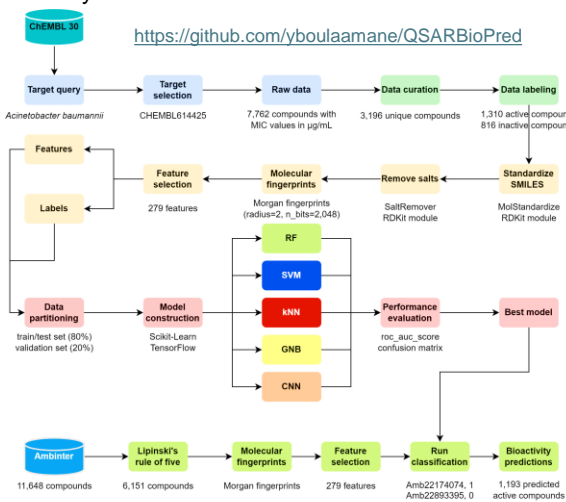 ChEMBL 30
https://github.com/yboulaamane/QSARBioPred
Target query
Target
selection
Raw data
Data curation
Data labeling
Acinetobacter baumannii
CHEMBL614425
7,762 compounds with
MIC values in µg/mL
3,196 unique compounds
1,310 active compoun
816 inactive compoun
Features
Labels
Feature
selection
Molecular
fingerprints
Remove salts
Standardize
SMILES
279 features
Morgan fingerprints
(radius=2, n_bits=2,048)
SaltRemover
RDKit module
MolStandardize
RDKit module
RF
SVM
kNN
GNB
CNN
Data
partitioning
Model
construction
Performance
evaluation
Best model
train/test set (80%)
validation set (20%)
Scikit-Learn
TensorFlow
roc_auc_score
confusion matrix
Ambinter
Lipinski's
rule of five
Molecular
fingerprints
Feature
selection
Run
classification
Bioactivity
predictions
11,648 compounds
6,151 compounds
Morgan fingerprints
279 features
Amb22174074, 1
Amb22893395, 0
1,193 predicted
active compounds